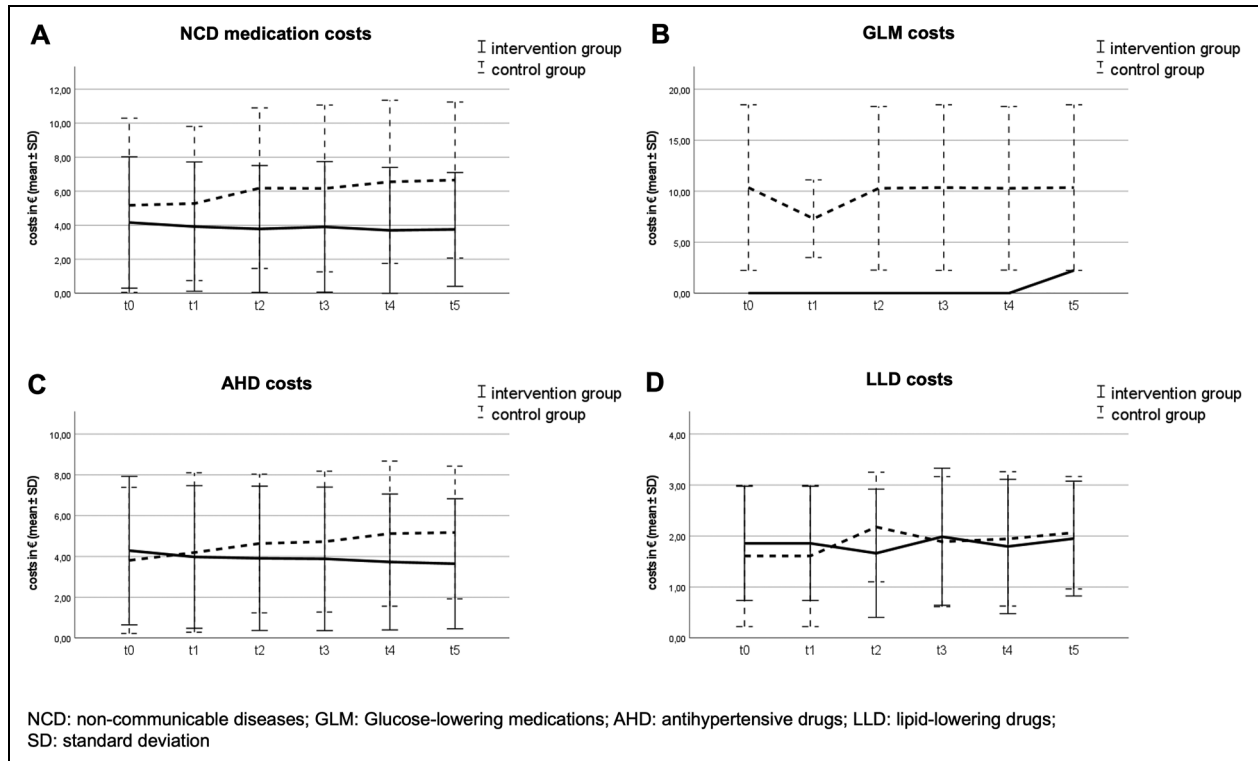 A
NCD medication costs
intervention group
control group
costs in € (mean ± SD)
12,00
10,00
8,00
6,00
4,00
2,00
0,00
t0 t1 t2 t3 t4 t5
B
GLM costs
intervention group
control group
costs in € (mean ± SD)
20,00
15,00
10,00
5,00
0,00
t0 t1 t2 t3 t4 t5
C
AHD costs
intervention group
control group
costs in € (mean ± SD)
10,00
8,00
6,00
4,00
2,00
0,00
t0 t1 t2 t3 t4 t5
D
LLD costs
intervention group
control group
costs in € (mean ± SD)
4,00
3,00
2,00
1,00
0,00
t0 t1 t2 t3 t4 t5
NCD: non-communicable diseases; GLM: Glucose-lowering medications; AHD: antihypertensive drugs; LLD: lipid-lowering drugs;
SD: standard deviation